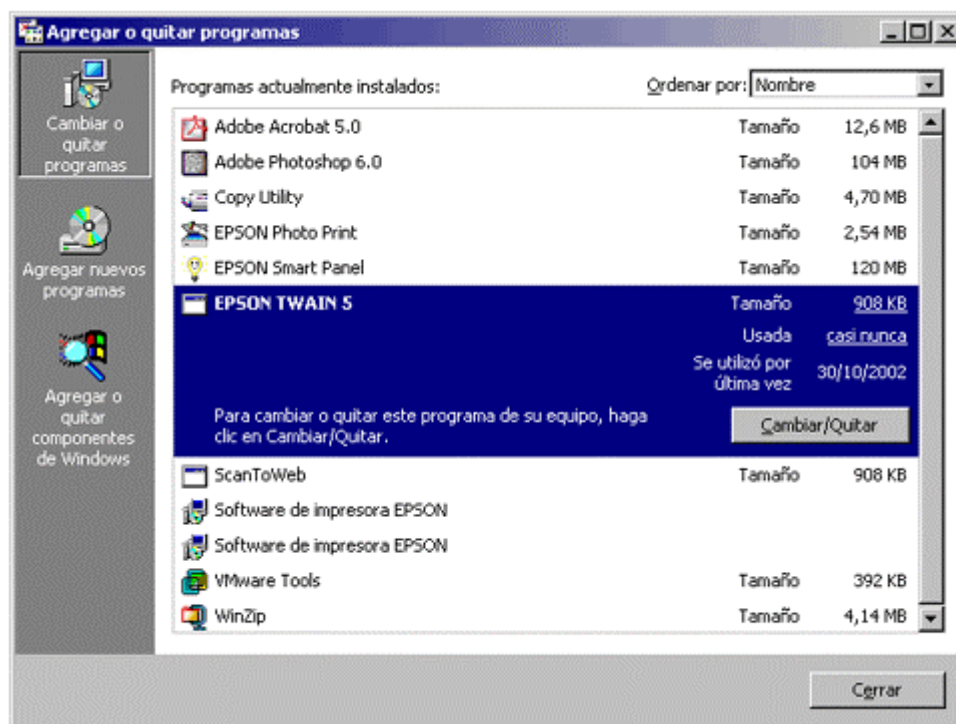 Agregar o quitar programas
Cambiar o
quitar
programas
Agregar nuevos
programas
Agregar o
quitar
componentes
de Windows
Programas actualmente instalados:
Ordenar por: Nombre
Adobe Acrobat 5.0 Tamaño 12,6 MB
Adobe Photoshop 6.0 Tamaño 104 MB
Copy Utility Tamaño 4,70 MB
EPSON Photo Print Tamaño 2,54 MB
EPSON Smart Panel Tamaño 120 MB
EPSON TWAIN 5 Tamaño 908 KB
Usada casi nunca
Se utilizó por
última vez 30/10/2002
Para cambiar o quitar este programa de su equipo, haga
clic en Cambiar/Quitar.
Cambiar/Quitar
ScanToWeb Tamaño 908 KB
Software de impresora EPSON
Software de impresora EPSON
VMware Tools Tamaño 392 KB
WinZip Tamaño 4,14 MB
Cerrar